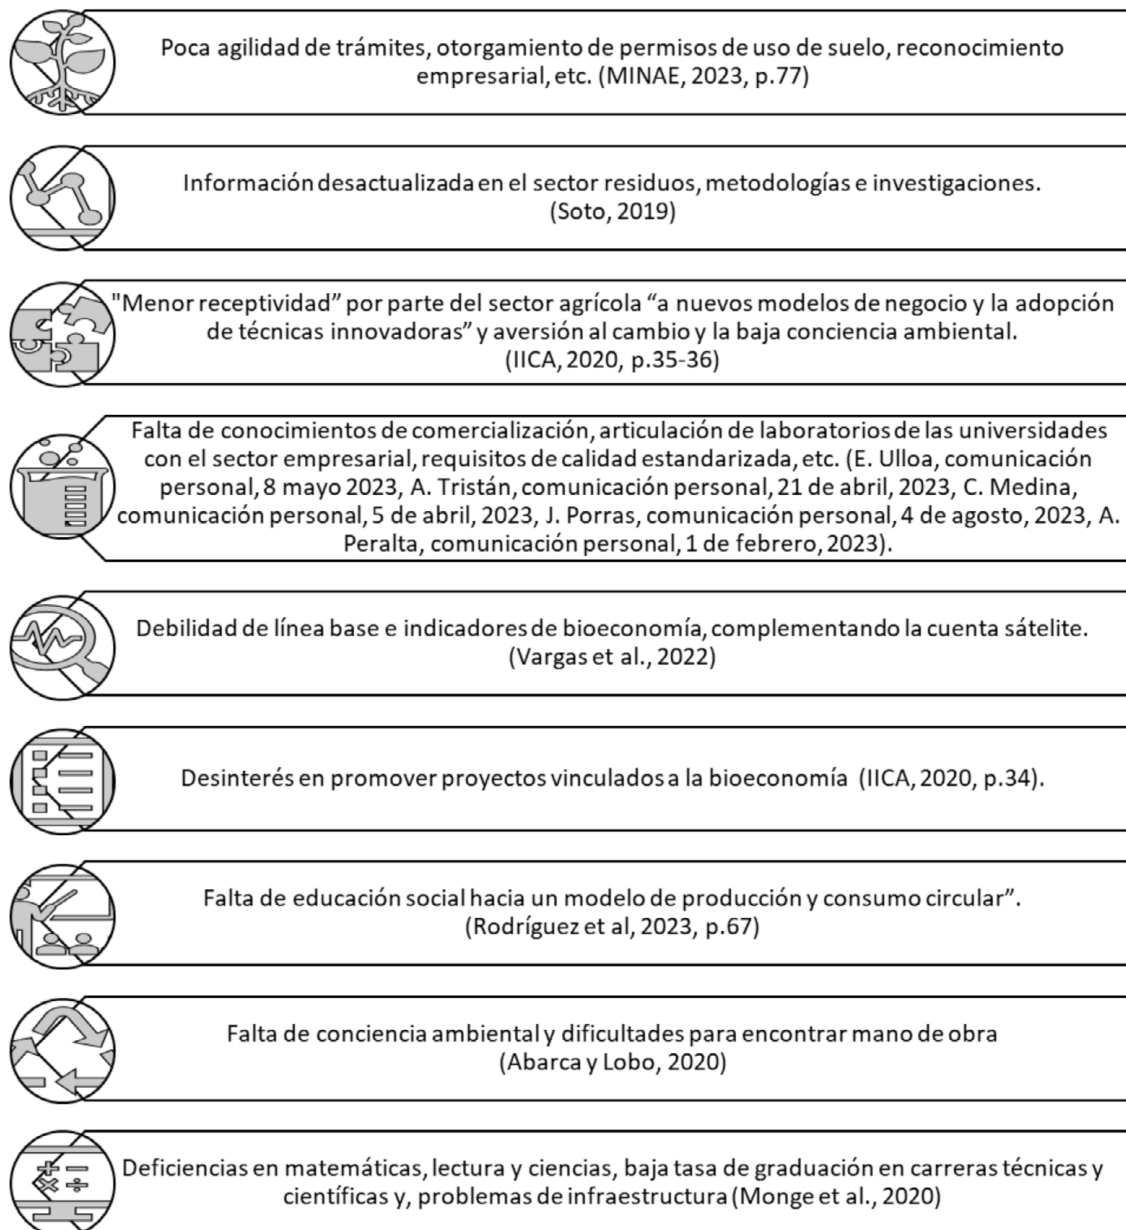 Poca agilidad de trámites, otorgamiento de permisos de uso de suelo, reconocimiento
empresarial, etc. (MINAE, 2023, p.77)
Información desactualizada en el sector residuos, metodologías e investigaciones.
(Soto, 2019)
"Menor receptividad” por parte del sector agrícola “a nuevos modelos de negocio y la adopción
de técnicas innovadoras” y aversión al cambio y la baja conciencia ambiental.
(IICA, 2020, p.35-36)
Falta de conocimientos de comercialización, articulación de laboratorios de las universidades
con el sector empresarial, requisitos de calidad estandarizada, etc. (E. Ulloa, comunicación
personal, 8 mayo 2023, A. Tristán, comunicación personal, 21 de abril, 2023, C. Medina,
comunicación personal, 5 de abril, 2023, J. Porras, comunicación personal, 4 de agosto, 2023, A.
Peralta, comunicación personal, 1 de febrero, 2023).
Debilidad de línea base e indicadores de bioeconomía, complementando la cuenta sátelite.
(Vargas et al., 2022)
Desinterés en promover proyectos vinculados a la bioeconomía (IICA, 2020, p.34).
Falta de educación social hacia un modelo de producción y consumo circular”.
(Rodríguez et al, 2023, p.67)
Falta de conciencia ambiental y dificultades para encontrar mano de obra
(Abarca y Lobo, 2020)
Deficiencias en matemáticas, lectura y ciencias, baja tasa de graduación en carreras técnicas y
científicas y, problemas de infraestructura (Monge et al., 2020)